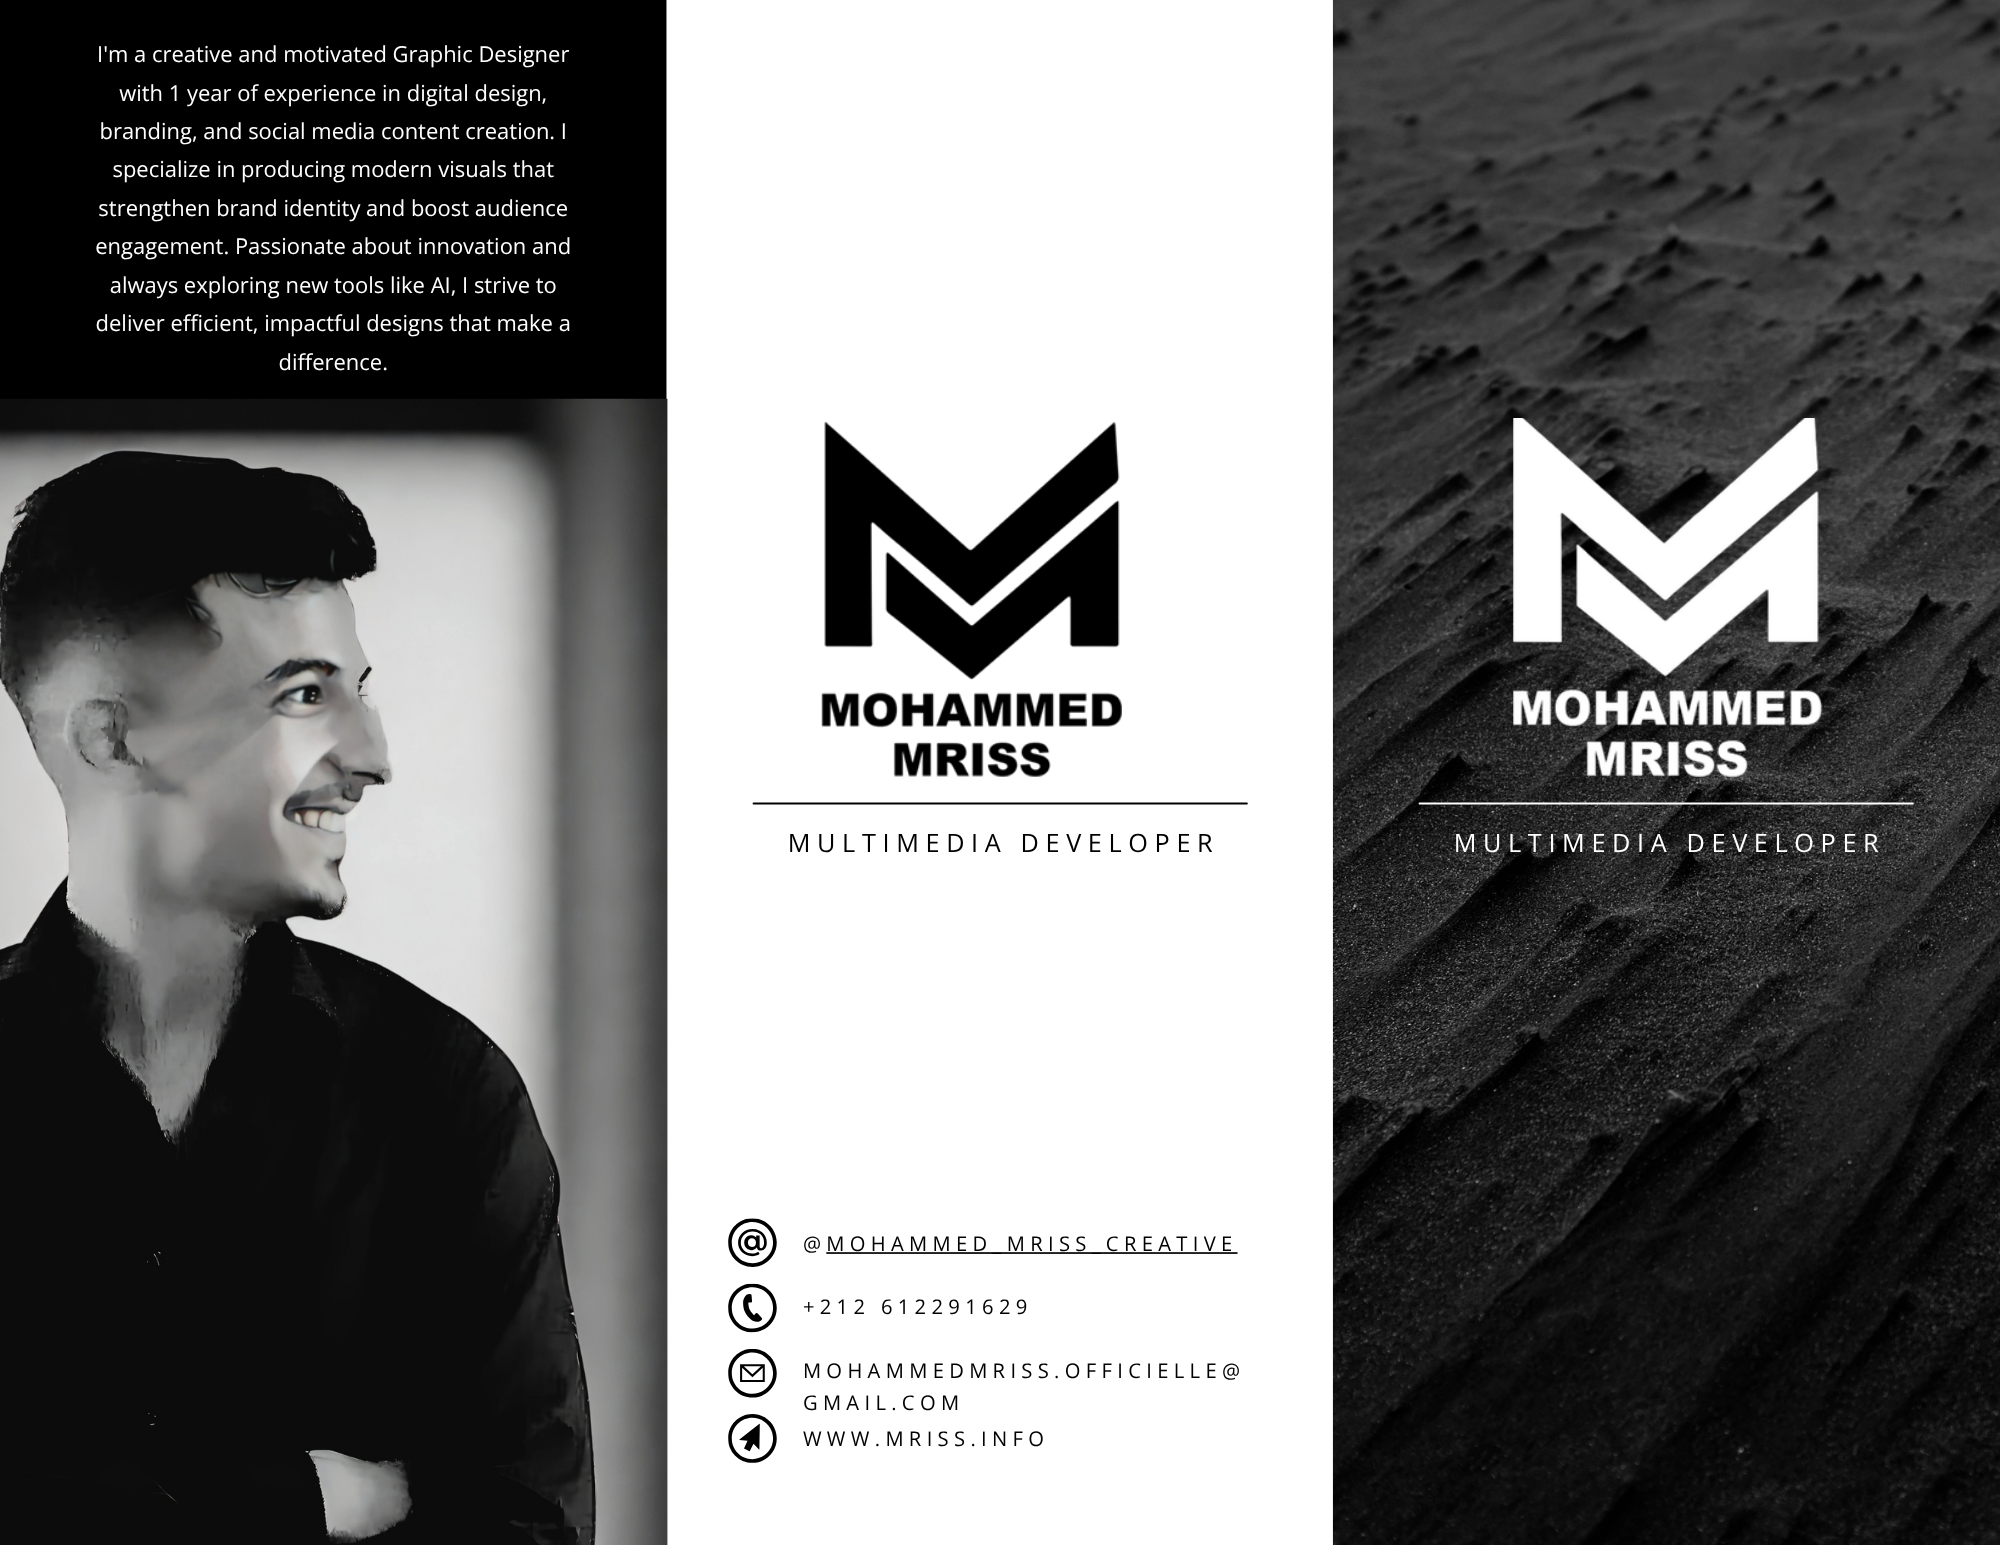 I'm a creative and motivated Graphic Designer
with 1 year of experience in digital design,
branding, and social media content creation. I
specialize in producing modern visuals that
strengthen brand identity and boost audience
engagement. Passionate about innovation and
always exploring new tools like AI, I strive to
deliver efficient, impactful designs that make a
difference.
MOHAMMED
MRISS
MULTIMEDIA DEVELOPER
@MOHAMMED_MRISS_CREATIVE
+212 612291629
MOHAMMEDMRISS.OFFICIELLE@
GMAIL.COM
WWW.MRISS.INFO
MOHAMMED
MRISS
MULTIMEDIA DEVELOPER